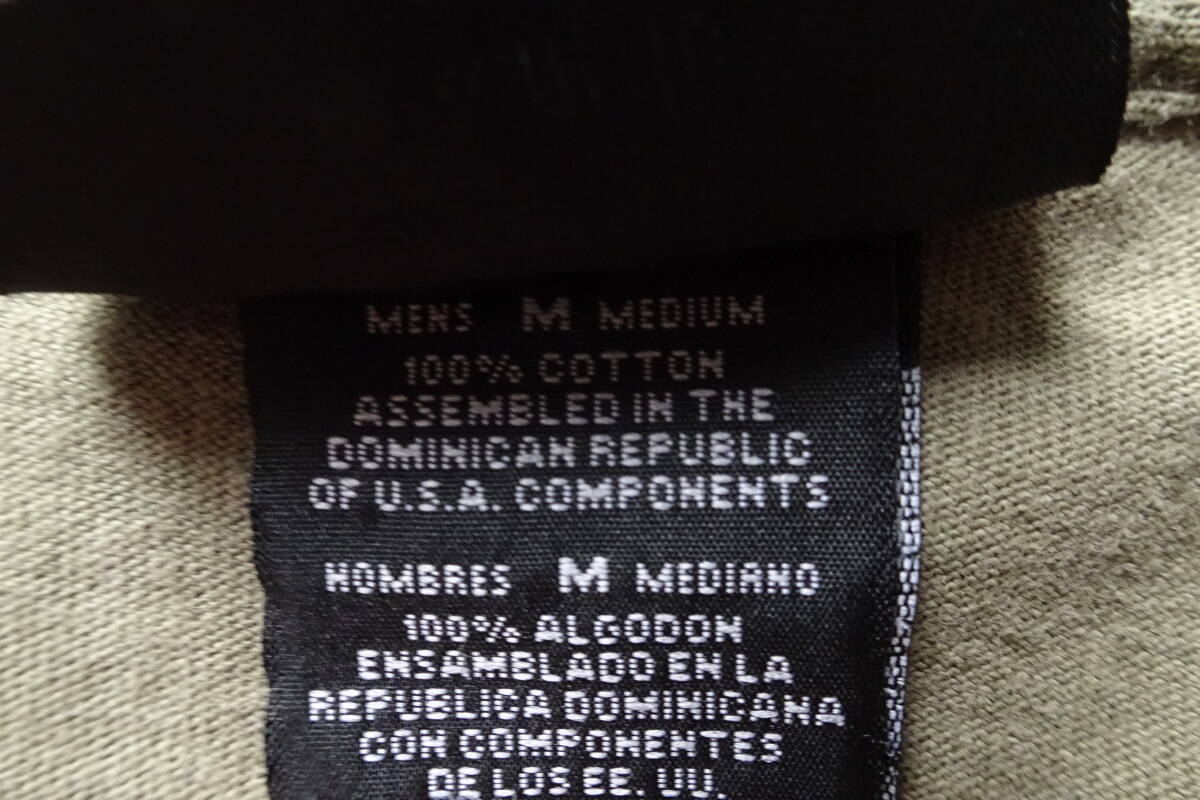 MENS M MEDIUM
100% COTTON
ASSEMBLED IN THE
DOMINICAN REPUBLIC
OF U.S.A. COMPONENTS
HOMBRES M MEDIANO
100% ALGODON
ENSAMBLADO EN LA
REPUBLICA DOMINICANA
CON COMPONENTES
DE LOS EE. UU.